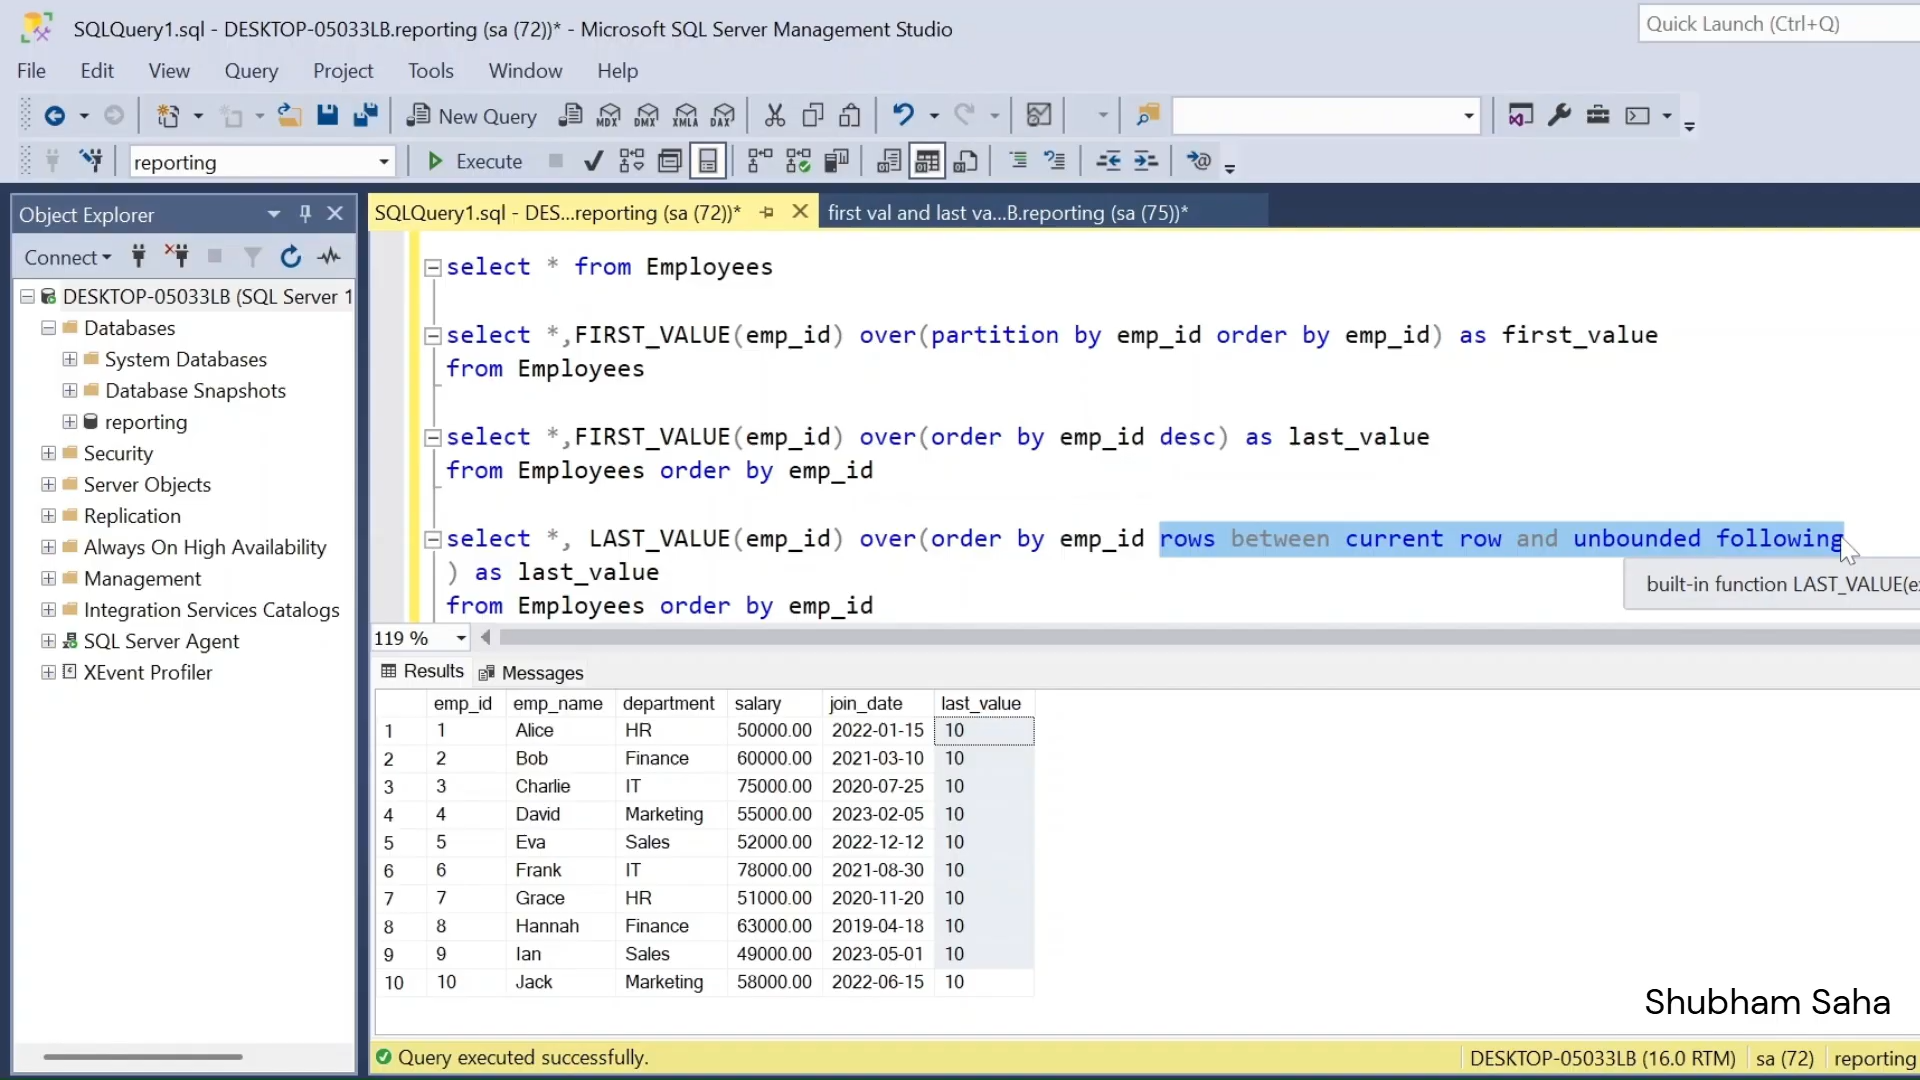 SQLQuery1.sql - DESKTOP-05033LB.reporting (sa (72))* - Microsoft SQL Server Management Studio
Quick Launch (Ctrl+Q)
File Edit View Query Project Tools Window Help
New Query MDX DMX XMLA DAX
reporting Execute
Object Explorer
SQLQuery1.sql - DES...reporting (sa (72))*
first val and last va...B.reporting (sa (75))*
Connect
DESKTOP-05033LB (SQL Server 1
Databases
System Databases
Database Snapshots
reporting
Security
Server Objects
Replication
Always On High Availability
Management
Integration Services Catalogs
SQL Server Agent
XEvent Profiler
select * from Employees
select *,FIRST_VALUE(emp_id) over(partition by emp_id order by emp_id) as first_value
from Employees
select *,FIRST_VALUE(emp_id) over(order by emp_id desc) as last_value
from Employees order by emp_id
select *, LAST_VALUE(emp_id) over(order by emp_id rows between current row and unbounded following
) as last_value
from Employees order by emp_id
built-in function LAST_VALUE(e
119 %
Results Messages
emp_id emp_name department salary join_date last_value
1 1 Alice HR 50000.00 2022-01-15 10
2 2 Bob Finance 60000.00 2021-03-10 10
3 3 Charlie IT 75000.00 2020-07-25 10
4 4 David Marketing 55000.00 2023-02-05 10
5 5 Eva Sales 52000.00 2022-12-12 10
6 6 Frank IT 78000.00 2021-08-30 10
7 7 Grace HR 51000.00 2020-11-20 10
8 8 Hannah Finance 63000.00 2019-04-18 10
9 9 Ian Sales 49000.00 2023-05-01 10
10 10 Jack Marketing 58000.00 2022-06-15 10
Shubham Saha
Query executed successfully.
DESKTOP-05033LB (16.0 RTM) sa (72) reporting